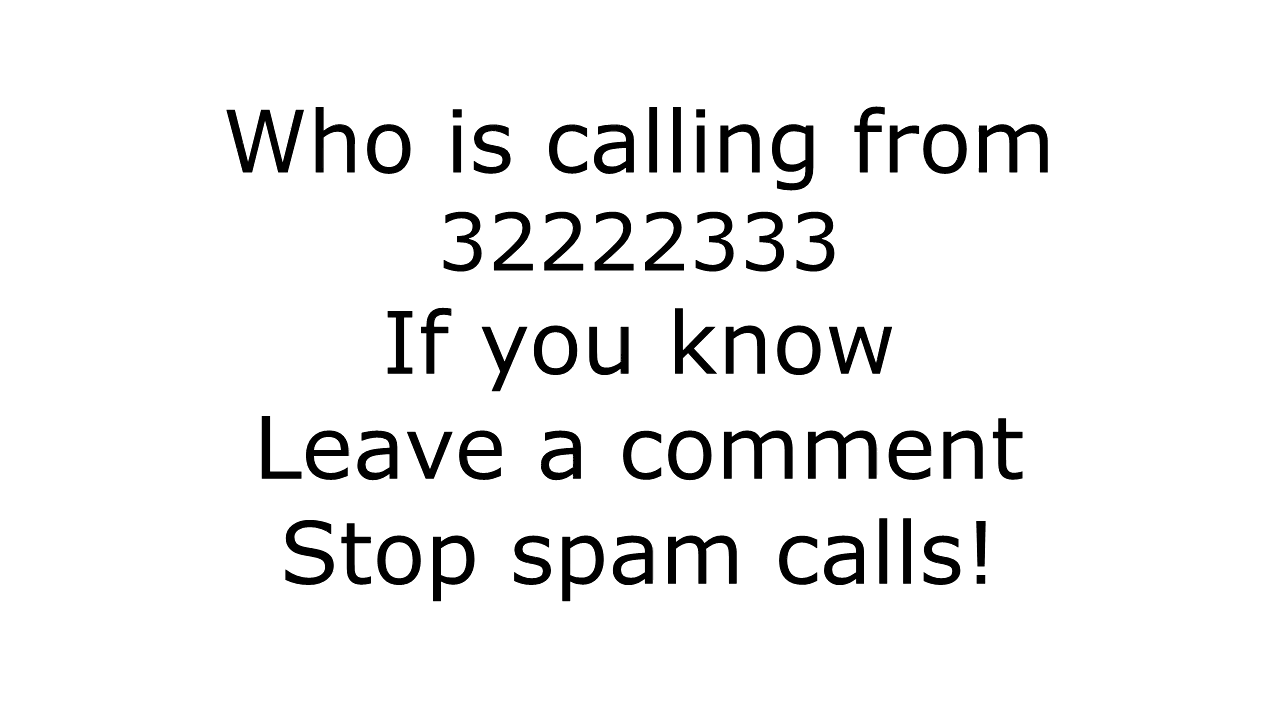 Who is calling from
32222333
If you know
Leave a comment
Stop spam calls!